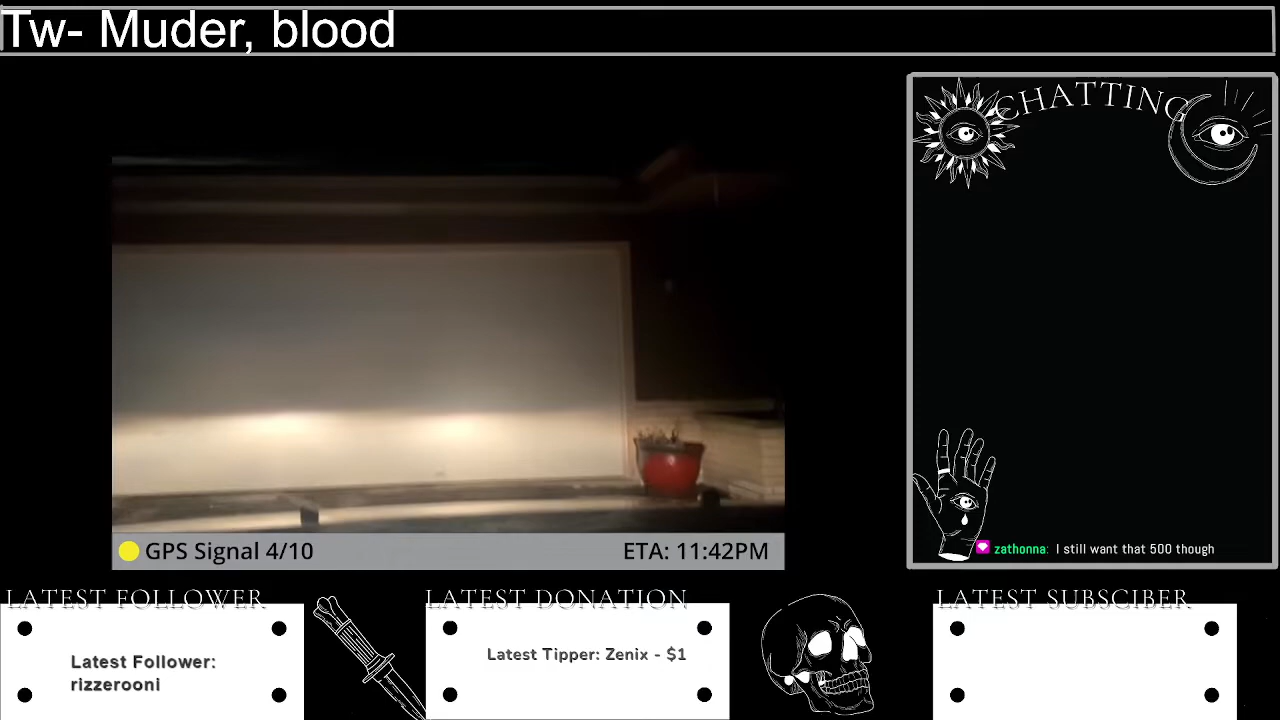 Tw- Muder, blood
CHATTING
GPS Signal 4/10
ETA: 11:42PM
zathonna: I still want that 500 though
LATEST FOLLOWER
LATEST DONATION
LATEST SUBSCIBER
Latest Follower:
rizzerooni
Latest Tipper: Zenix - $1